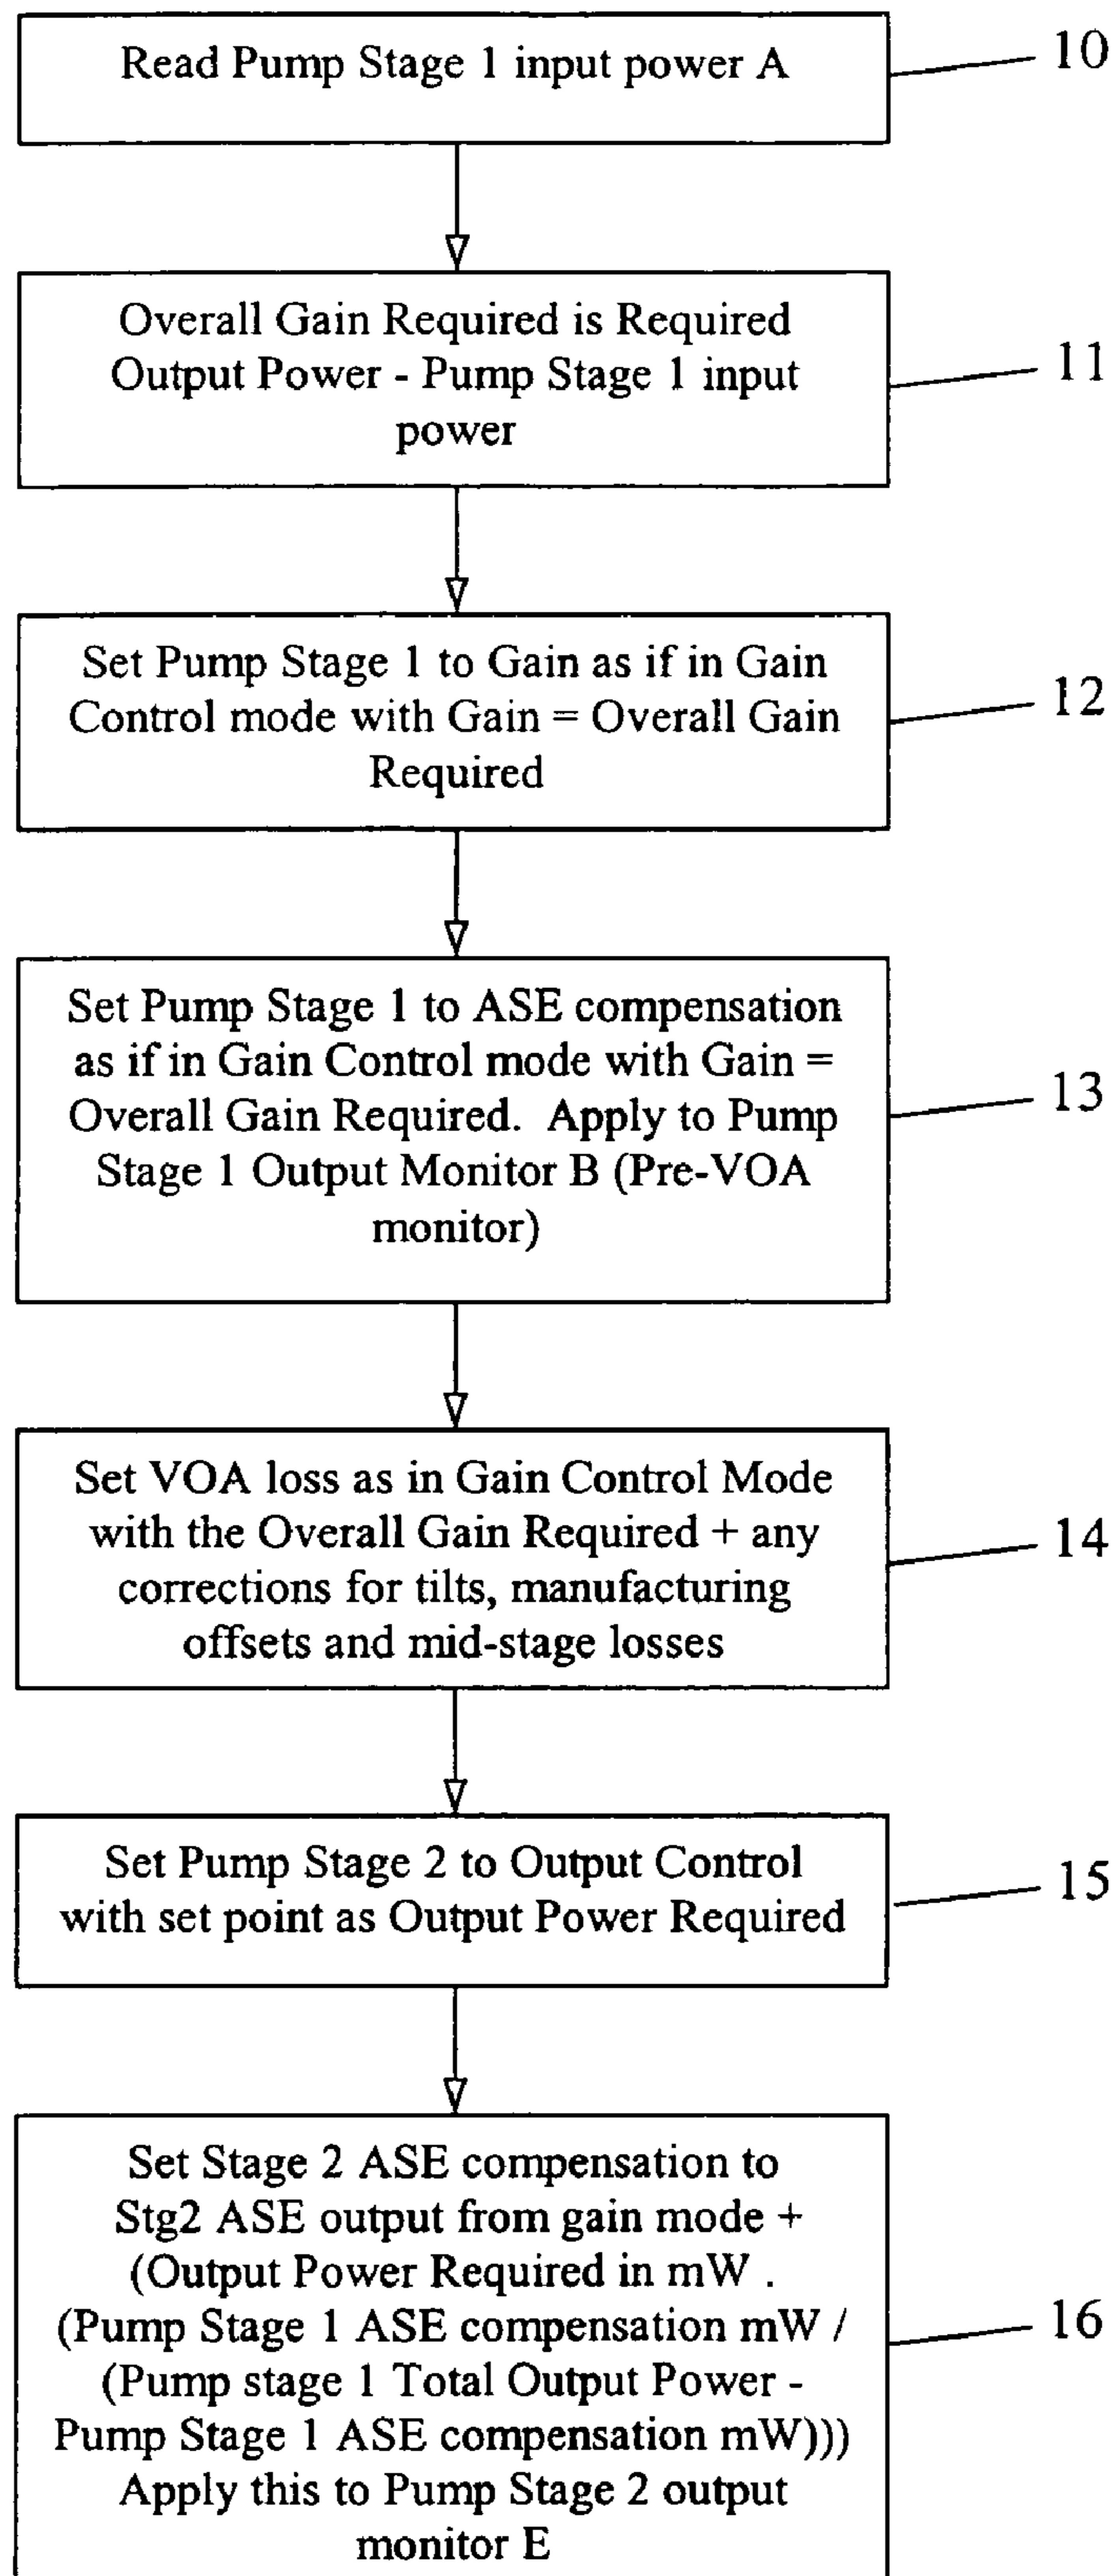 Read Pump Stage 1 input power A
10
Overall Gain Required is Required
Output Power - Pump Stage 1 input
power
11
Set Pump Stage 1 to Gain as if in Gain
Control mode with Gain = Overall Gain
Required
12
Set Pump Stage 1 to ASE compensation
as if in Gain Control mode with Gain =
Overall Gain Required. Apply to Pump
Stage 1 Output Monitor B (Pre-VOA
monitor)
13
Set VOA loss as in Gain Control Mode
with the Overall Gain Required + any
corrections for tilts, manufacturing
offsets and mid-stage losses
14
Set Pump Stage 2 to Output Control
with set point as Output Power Required
15
Set Stage 2 ASE compensation to
Stg2 ASE output from gain mode +
(Output Power Required in mW .
(Pump Stage 1 ASE compensation mW /
(Pump stage 1 Total Output Power -
Pump Stage 1 ASE compensation mW)))
Apply this to Pump Stage 2 output
monitor E
16